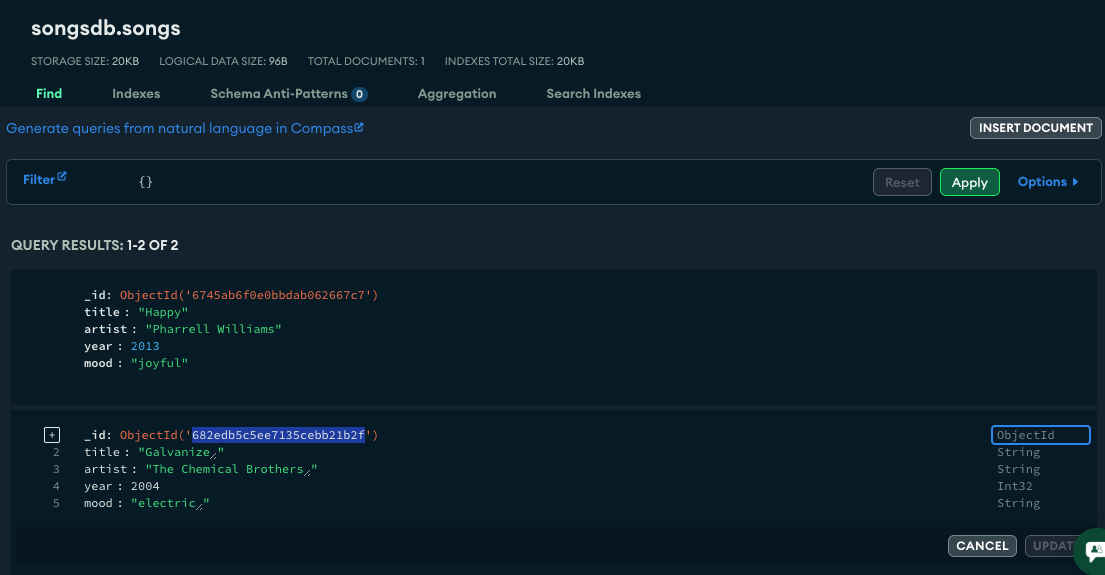 songsdb.songs
STORAGE SIZE: 20KB LOGICAL DATA SIZE: 96B TOTAL DOCUMENTS: 1 INDEXES TOTAL SIZE: 20KB
Find Indexes Schema Anti-Patterns 0 Aggregation Search Indexes
Generate queries from natural language in Compass
INSERT DOCUMENT
Filter {} Reset Apply Options
QUERY RESULTS: 1-2 OF 2
_id: ObjectId('6745ab6f0e0bbdab062667c7')
title : "Happy"
artist : "Pharrell Williams"
year : 2013
mood : "joyful"
+ _id: ObjectId('682edb5c5ee7135cebb21b2f') ObjectId
2 title : "Galvanize" String
3 artist : "The Chemical Brothers" String
4 year : 2004 Int32
5 mood : "electric" String
CANCEL UPDAT